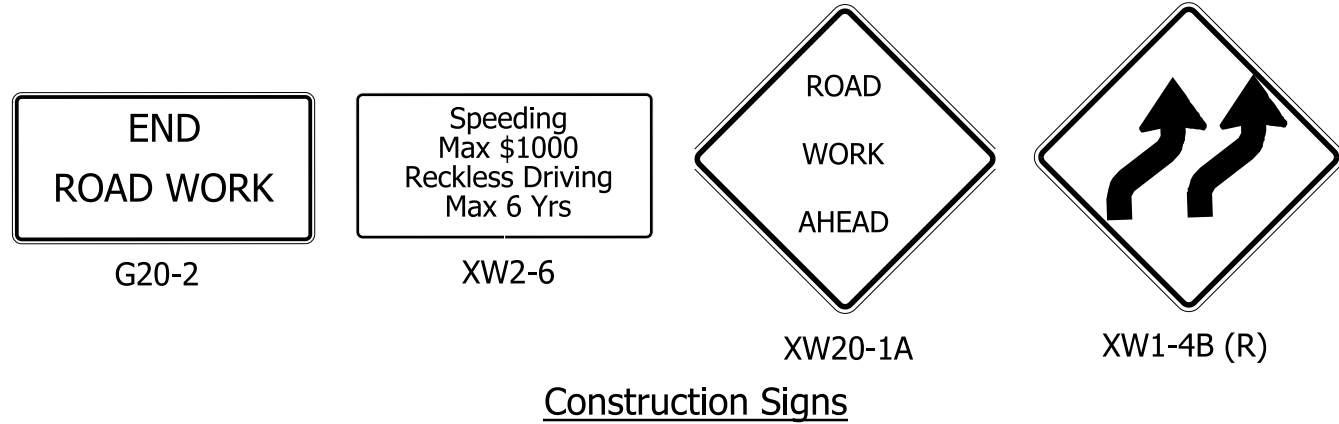 END
ROAD WORK
G20-2
Speeding
Max $1000
Reckless Driving
Max 6 Yrs
XW2-6
ROAD
WORK
AHEAD
XW20-1A
XW1-4B (R)
Construction Signs